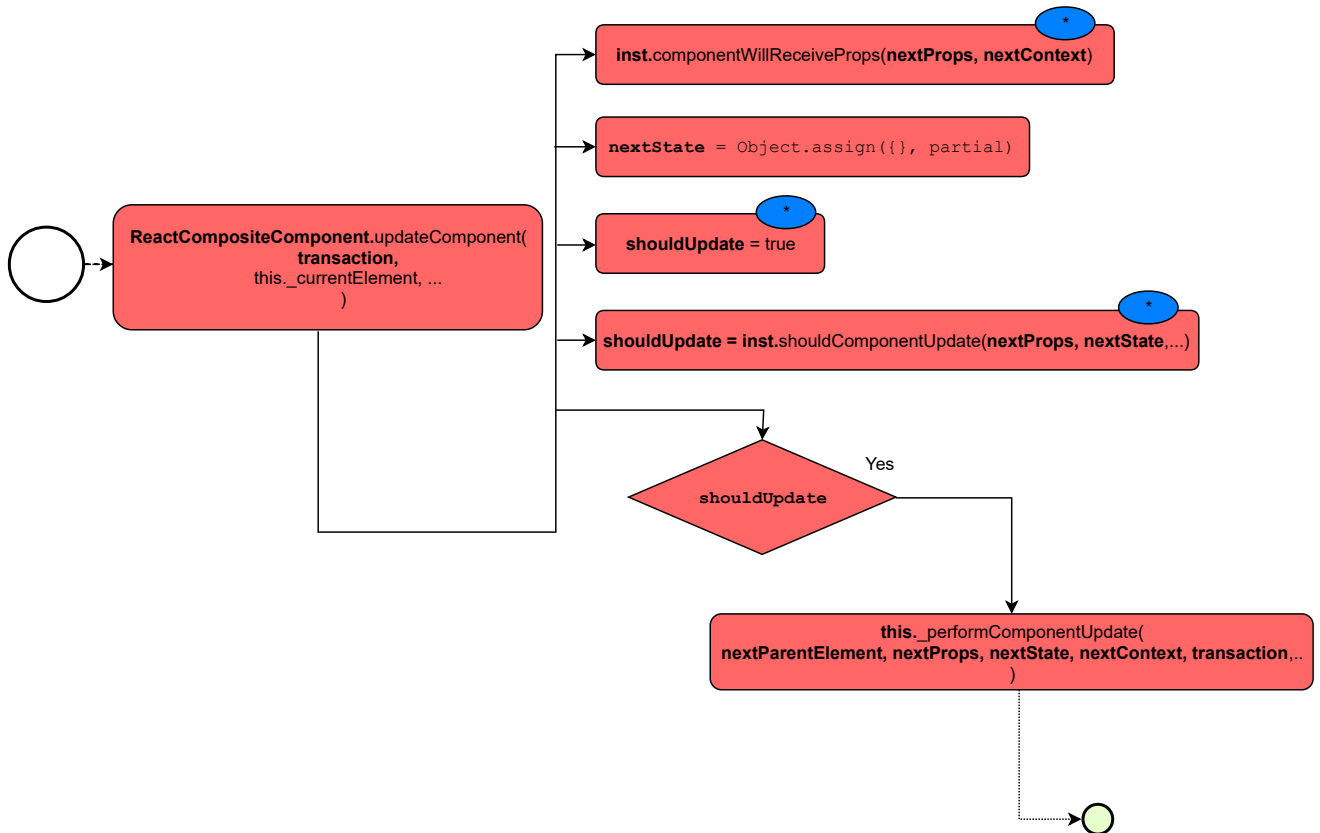 *
inst.componentWillReceiveProps(nextProps, nextContext)
nextState = Object.assign({}, partial)
*
shouldUpdate = true
ReactCompositeComponent.updateComponent(
transaction,
this._currentElement, ...
)
*
shouldUpdate = inst.shouldComponentUpdate(nextProps, nextState,...)
Yes
shouldUpdate
this._performComponentUpdate(
nextParentElement, nextProps, nextState, nextContext, transaction,..
)